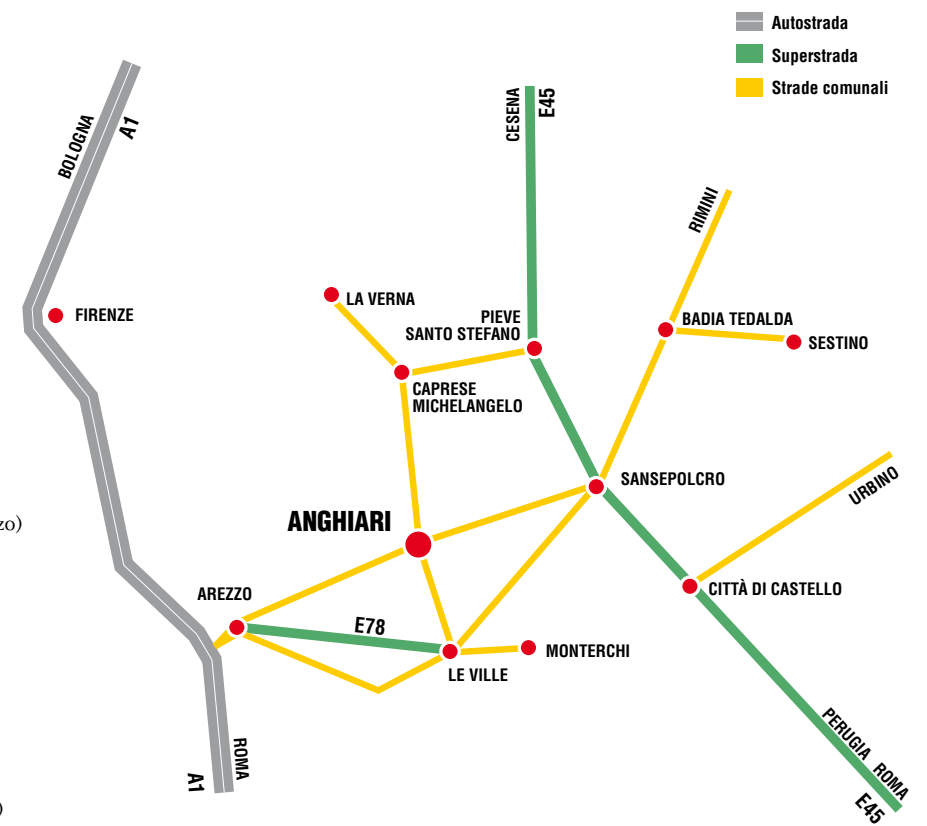 Autostrada
Superstrada
Strade comunali
CESENA
E45
BOLOGNA
A1
RIMINI
LA VERNA
FIRENZE
PIEVE
SANTO STEFANO
BADIA TEDALDA
SESTINO
CAPRESE
MICHELANGELO
SANSEPOLCRO
URBINO
ANGHIARI
zo)
AREZZO
CITTÀ DI CASTELLO
E78
MONTERCHI
LE VILLE
PERUGIA ROMA
E45
ROMA
A1
)